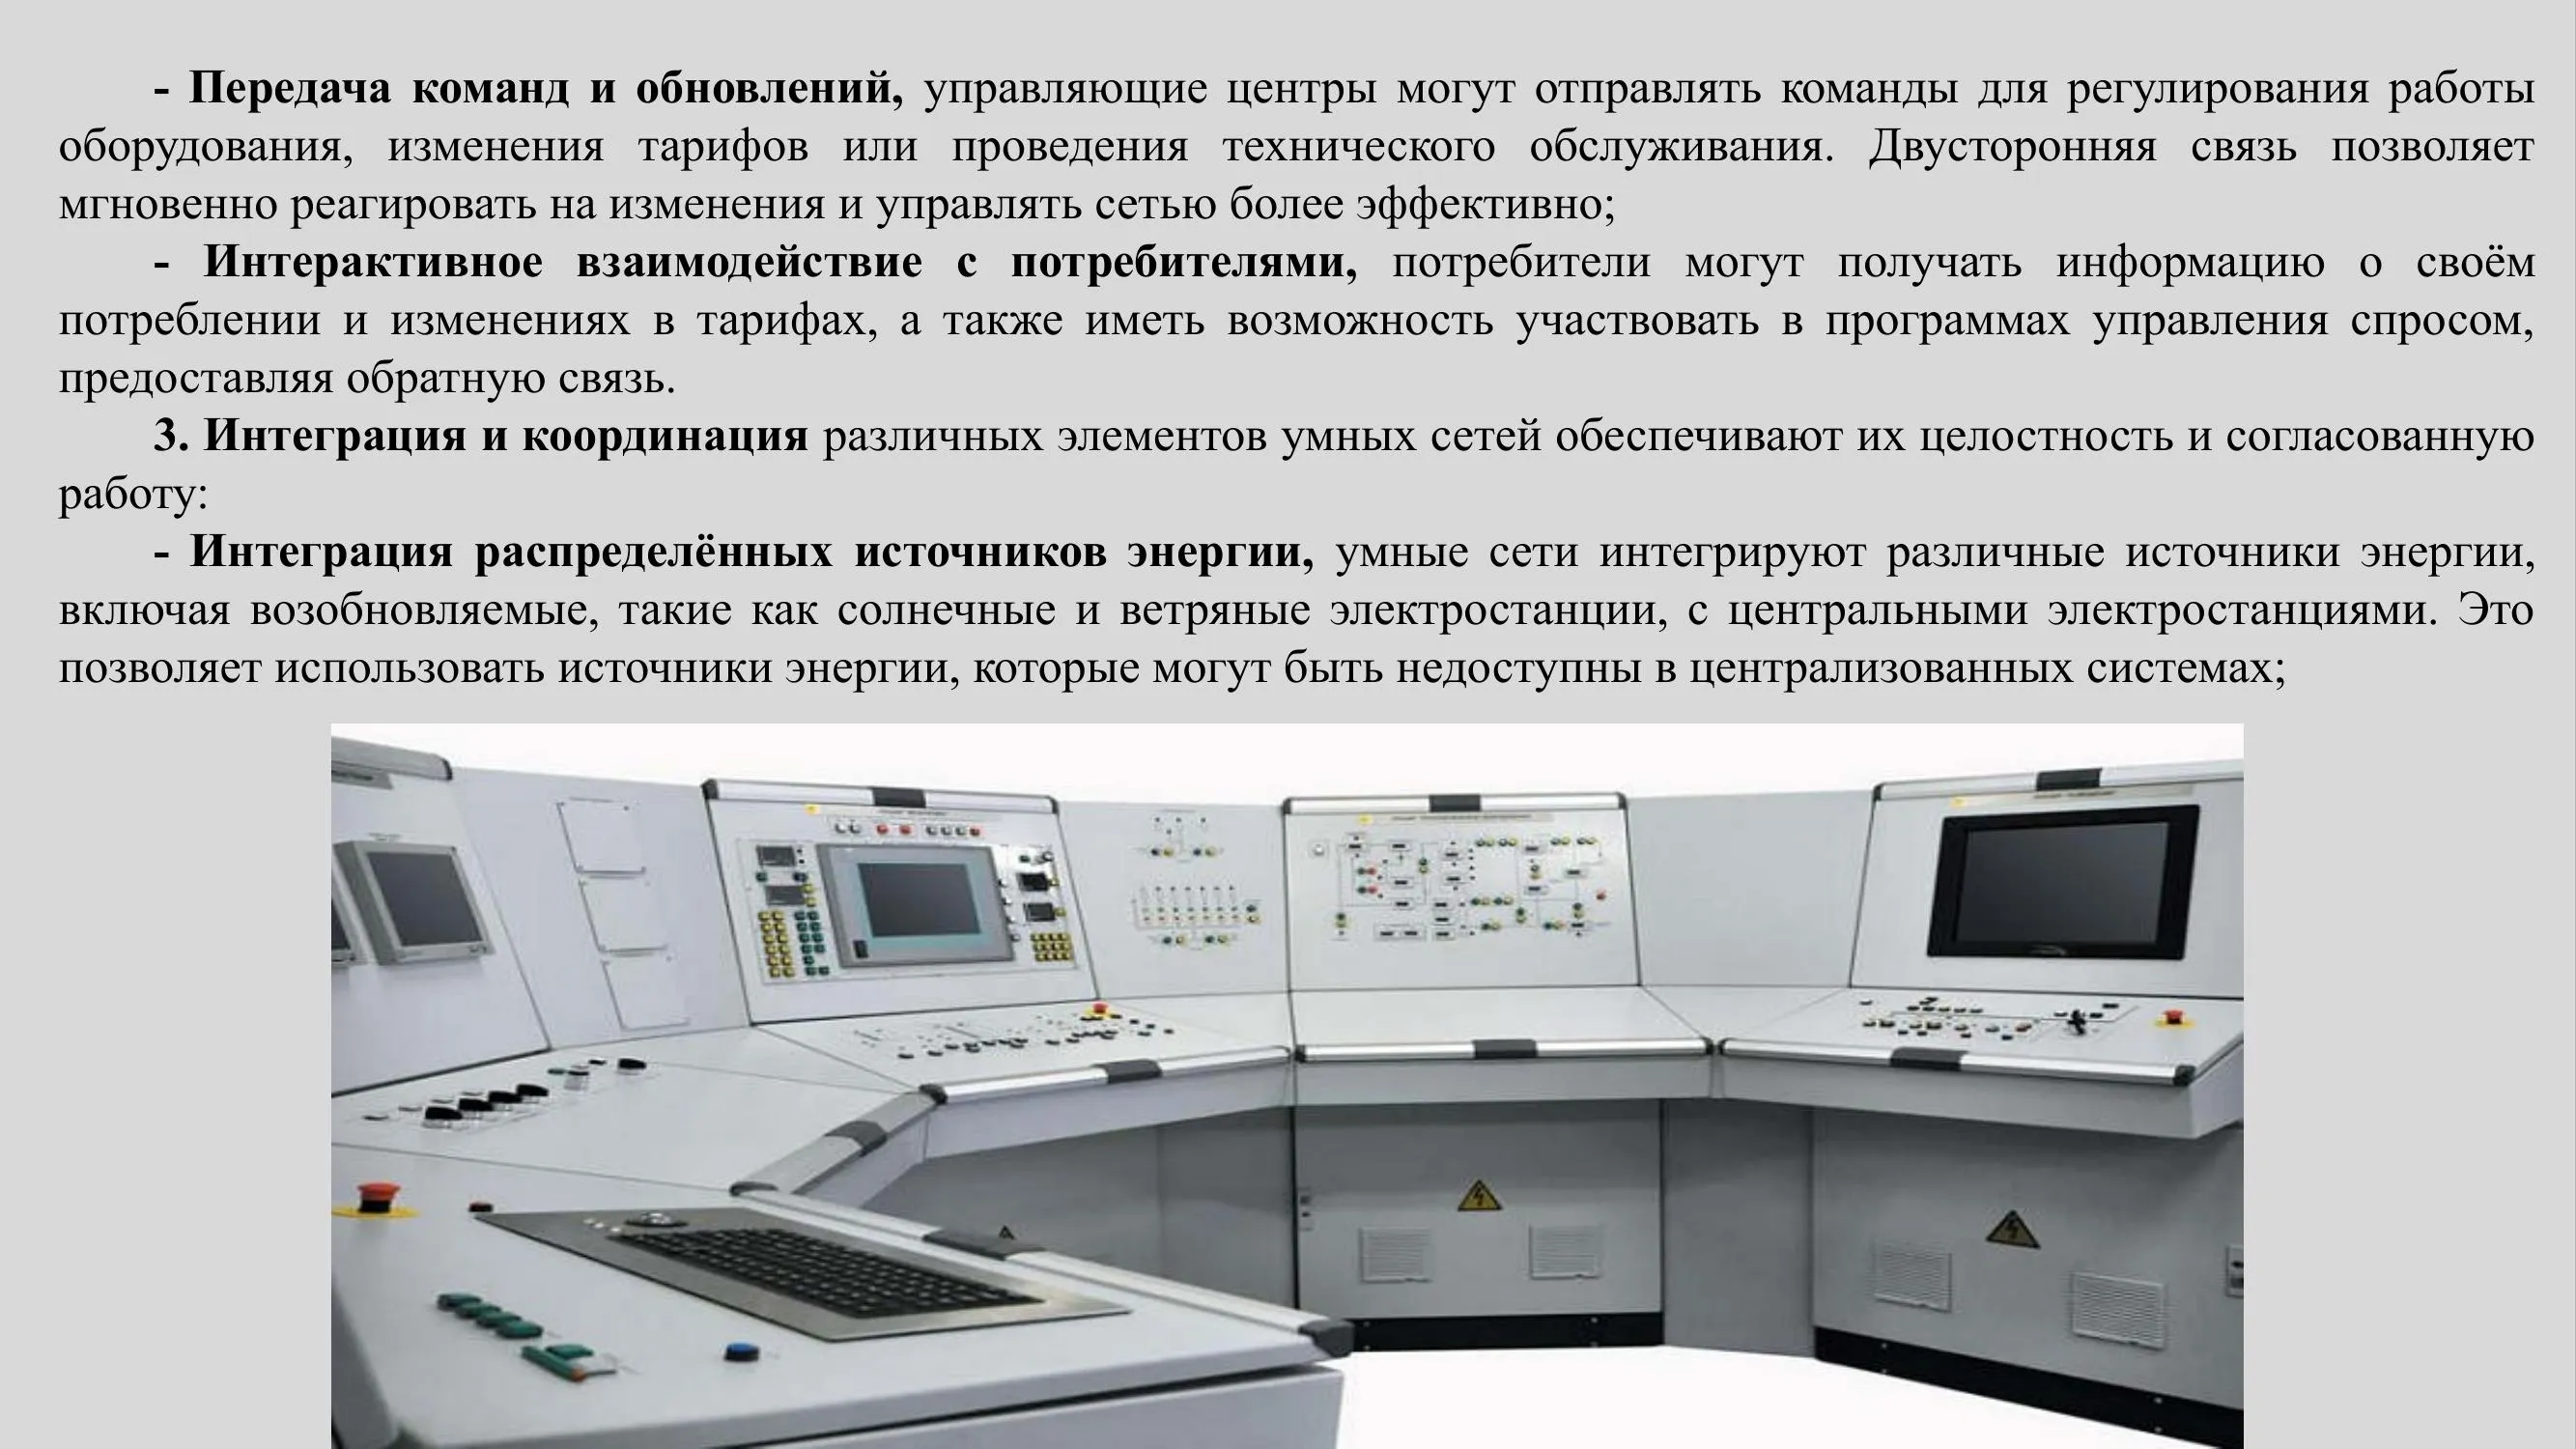 - Передача команд и обновлений, управляющие центры могут отправлять команды для регулирования работы
оборудования, изменения тарифов или проведения технического обслуживания. Двусторонняя связь позволяет
мгновенно реагировать на изменения и управлять сетью более эффективно;
- Интерактивное взаимодействие с потребителями, потребители могут получать информацию о своём
потреблении и изменениях в тарифах, а также иметь возможность участвовать в программах управления спросом,
предоставляя обратную связь.
3. Интеграция и координация различных элементов умных сетей обеспечивают их целостность и согласованную
работу:
- Интеграция распределённых источников энергии, умные сети интегрируют различные источники энергии,
включая возобновляемые, такие как солнечные и ветряные электростанции, с центральными электростанциями. Это
позволяет использовать источники энергии, которые могут быть недоступны в централизованных системах;